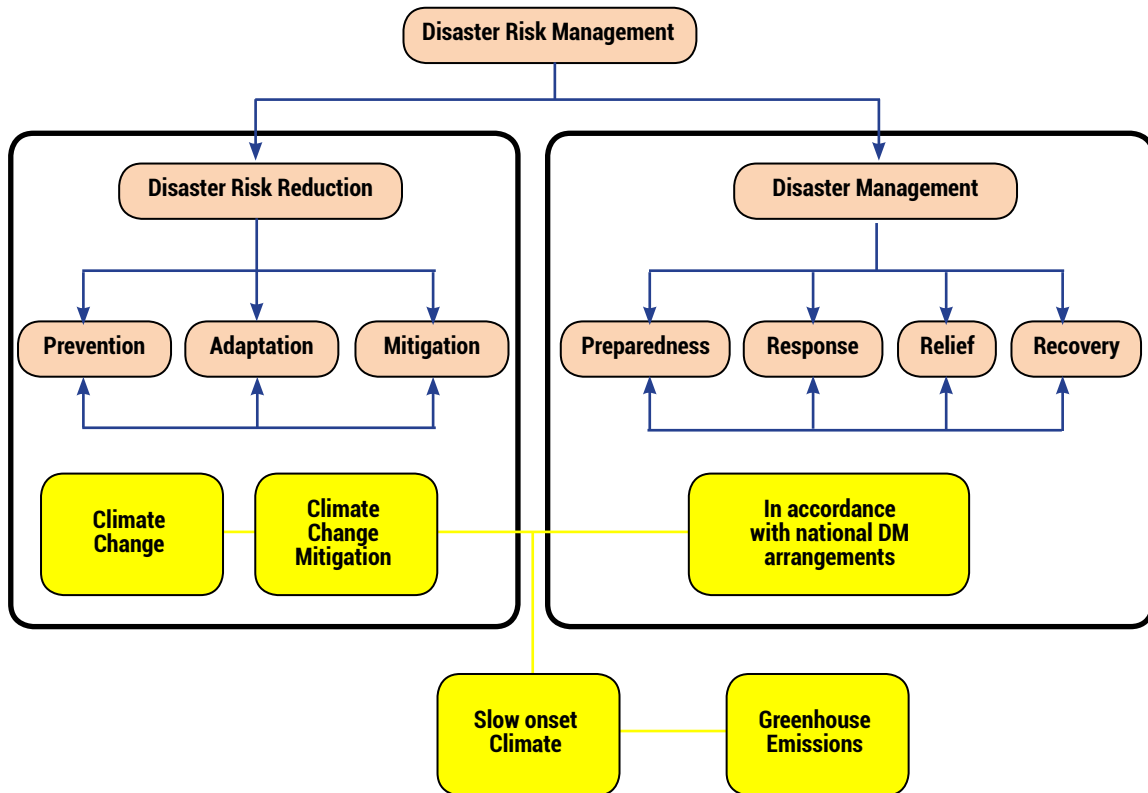 Disaster Risk Management
Disaster Risk Reduction
Disaster Management
Prevention
Adaptation
Mitigation
Preparedness
Response
Relief
Recovery
Climate
Change
Climate
Change
Mitigation
In accordance
with national DM
arrangements
Slow onset
Climate
Greenhouse
Emissions